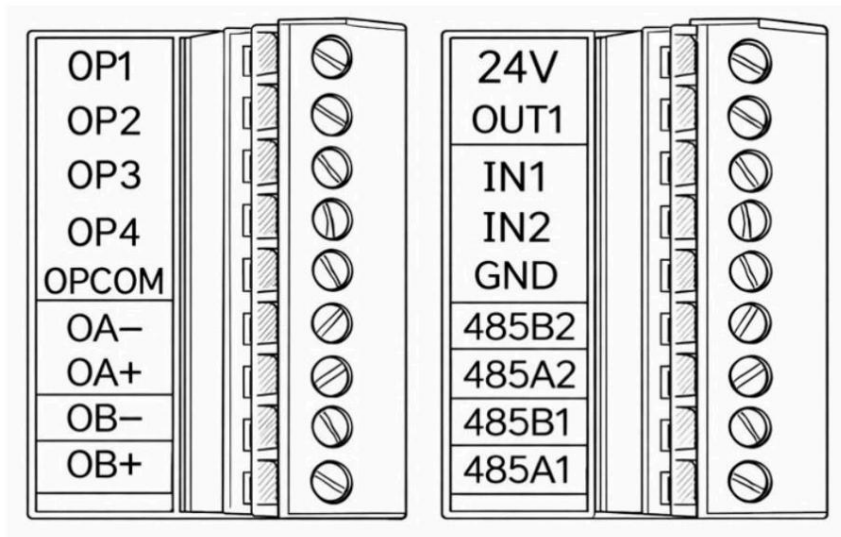 OP1
OP2
OP3
OP4
OPCOM
OA−
OA+
OB−
OB+
24V
OUT1
IN1
IN2
GND
485B2
485A2
485B1
485A1